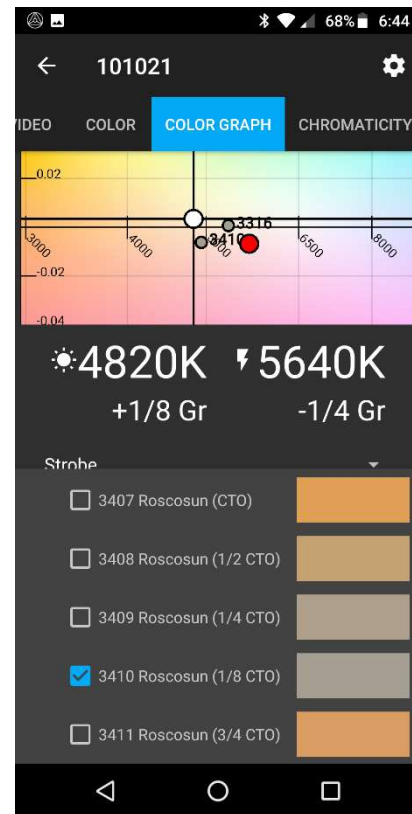 68% 6:44
101021
IDEO COLOR COLOR GRAPH CHROMATICITY
0.02
3316
3410
3000 4000 6500 8000
-0.02
-0.04
4820K 5640K
+1/8 Gr -1/4 Gr
Strobe
3407 Roscosun (CTO)
3408 Roscosun (1/2 CTO)
3409 Roscosun (1/4 CTO)
3410 Roscosun (1/8 CTO)
3411 Roscosun (3/4 CTO)